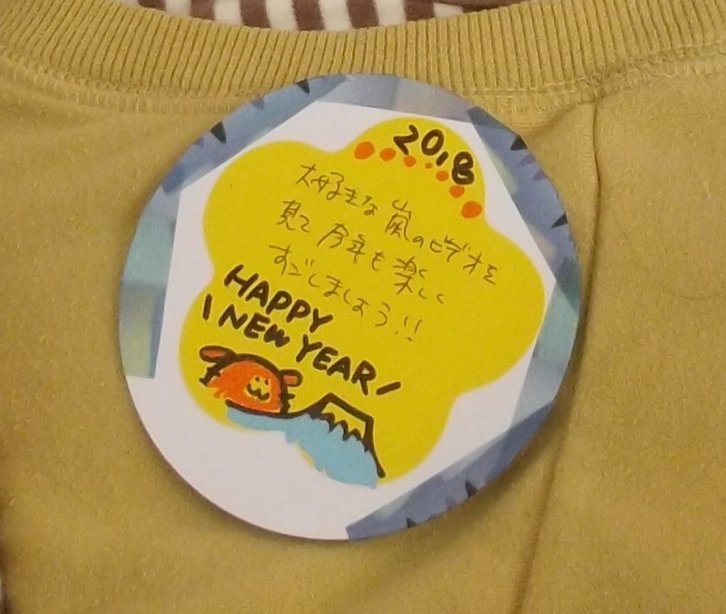 2018
大好きな嵐のビデオを
見て今年も楽しく
すごしましょう!!
HAPPY
NEW YEAR!